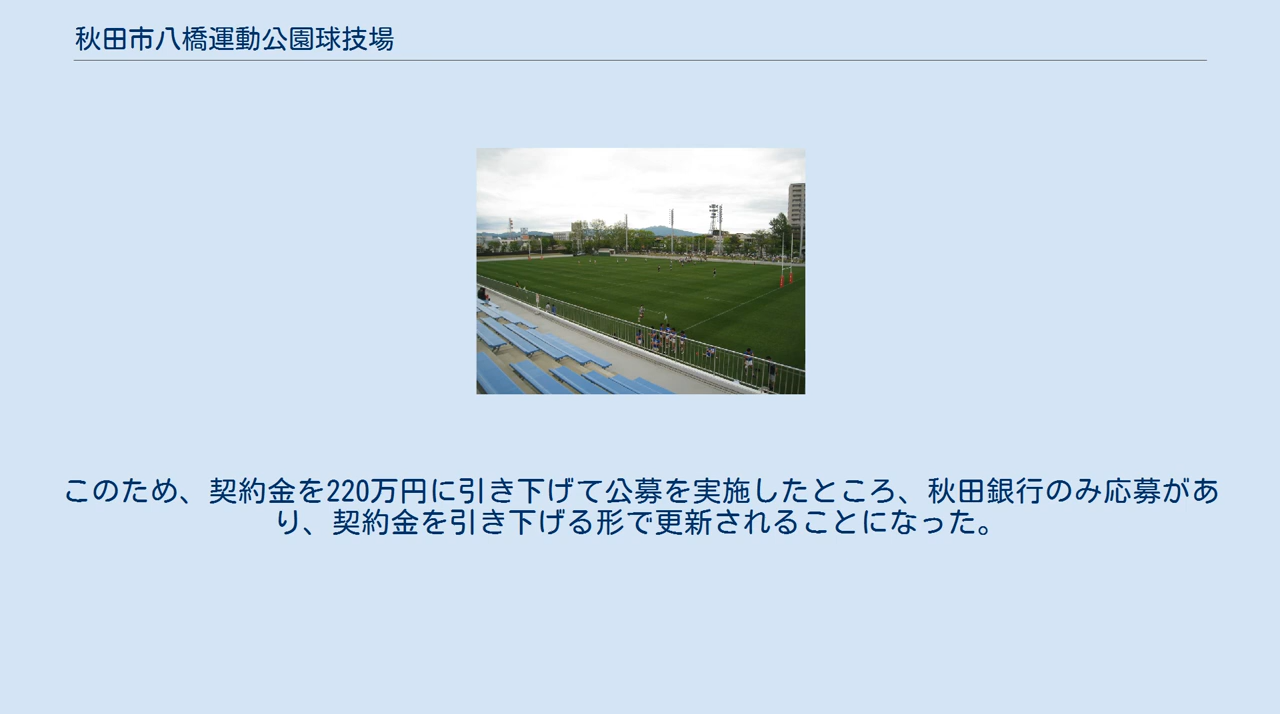 秋田市八橋運動公園球技場
このため、契約金を220万円に引き下げて公募を実施したところ、秋田銀行のみ応募があ
り、契約金を引き下げる形で更新されることになった。